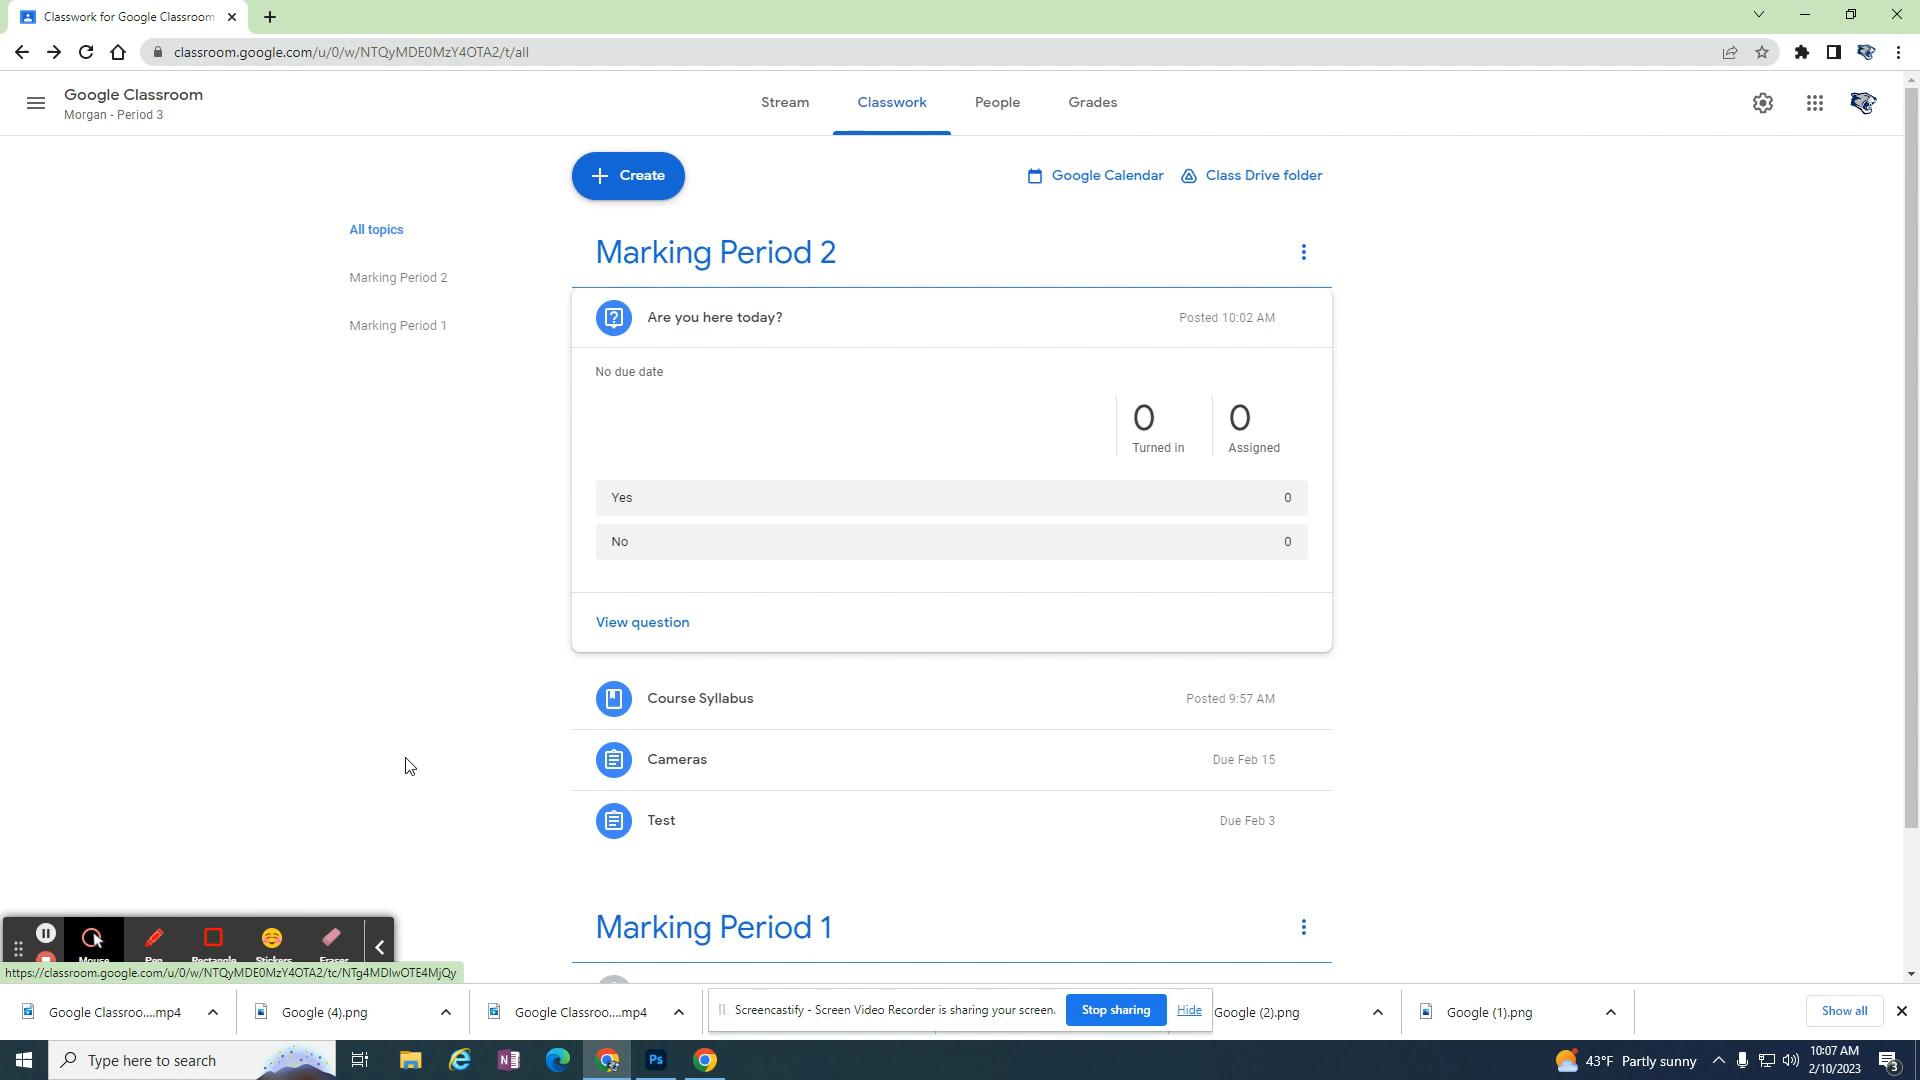 Classwork for Google Classroom
classroom.google.com/u/0/w/NTQyMDE0MzY4OTA2/t/all
Google Classroom
Morgan - Period 3
Stream
Classwork
People
Grades
Create
Google Calendar
Class Drive folder
All topics
Marking Period 2
Marking Period 1
Marking Period 2
Are you here today?
Posted 10:02 AM
No due date
0
Turned in
0
Assigned
Yes
0
No
0
View question
Course Syllabus
Posted 9:57 AM
Cameras
Due Feb 15
Test
Due Feb 3
Marking Period 1
Mouse
Pen
Rectangle
Stickers
Eraser
https://classroom.google.com/u/0/w/NTQyMDE0MzY4OTA2/tc/NTg4MDIwOTE4MjQy
Google Classroo....mp4
Google (4).png
Google Classroo....mp4
Screencastify - Screen Video Recorder is sharing your screen.
Stop sharing
Hide
Google (2).png
Google (1).png
Show all
Type here to search
N
Ps
43°F Partly sunny
10:07 AM
2/10/2023
3